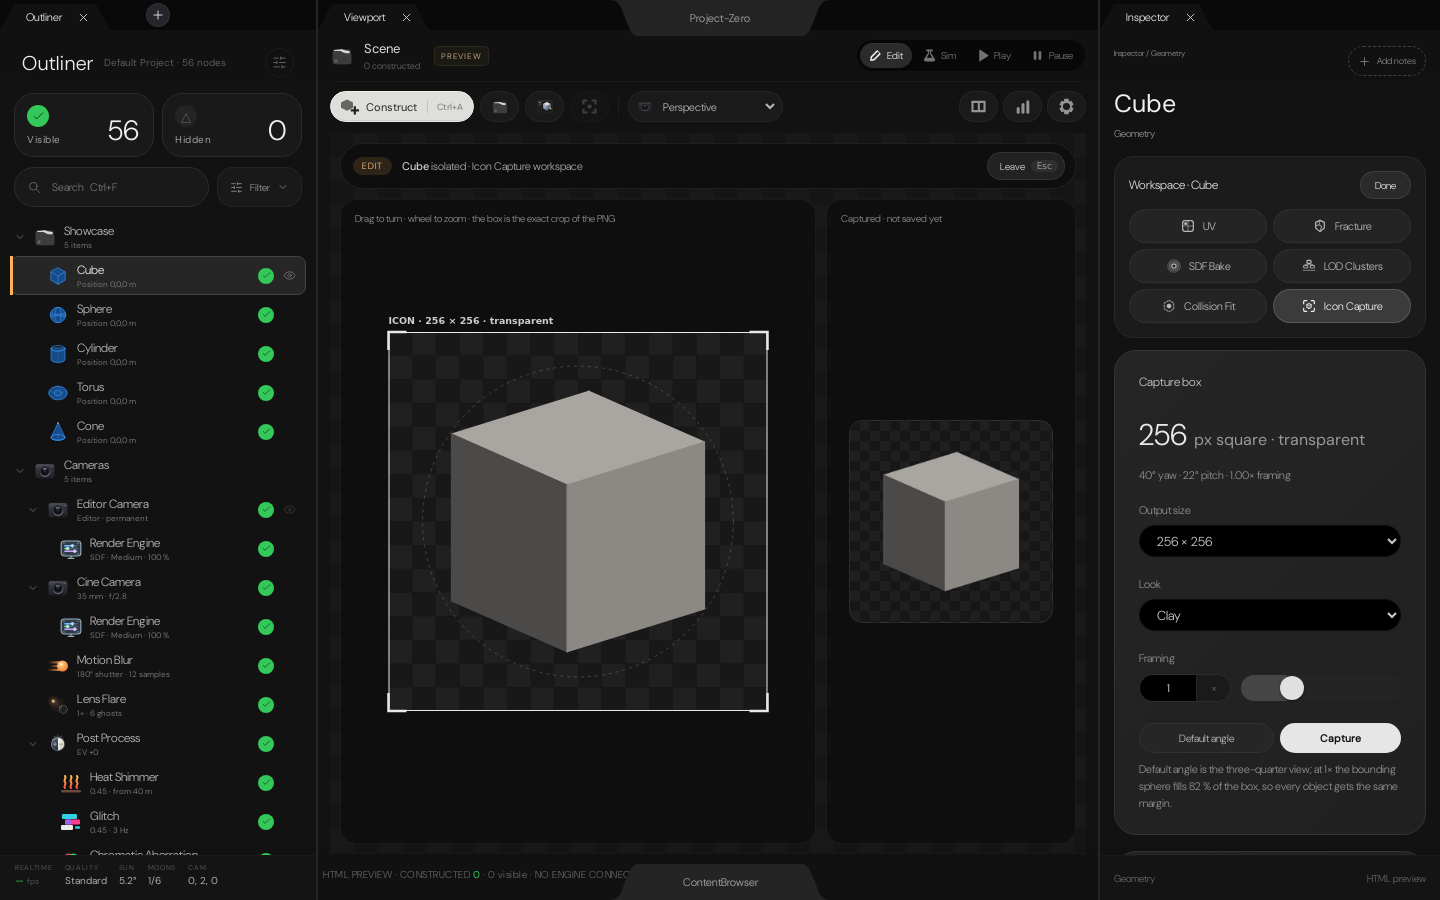 Outliner
Viewport
Project-Zero
Inspector
Outliner
Default Project · 56 nodes
Visible
56
Hidden
0
Search Ctrl+F
Filter
Showcase
5 items
Cube
Position 0,0,0 m
Sphere
Position 0,0,0 m
Cylinder
Position 0,0,0 m
Torus
Position 0,0,0 m
Cone
Position 0,0,0 m
Cameras
5 items
Editor Camera
Editor · permanent
Render Engine
SDF · Medium · 100 %
Cine Camera
35 mm · f/2.8
Render Engine
SDF · Medium · 100 %
Motion Blur
180° shutter · 12 samples
Lens Flare
1× · 6 ghosts
Post Process
EV +0
Heat Shimmer
0.45 · from 40 m
Glitch
0.45 · 3 Hz
Chromatic Aberration
REALTIME
— fps
QUALITY
Standard
SUN
5.2°
MOONS
1/6
CAM
0, 2, 0
Scene
0 constructed
PREVIEW
Edit
Sim
Play
Pause
Construct
Ctrl+A
Perspective
EDIT
Cube isolated · Icon Capture workspace
Leave Esc
Drag to turn · wheel to zoom · the box is the exact crop of the PNG
ICON · 256 × 256 · transparent
Captured · not saved yet
HTML PREVIEW · CONSTRUCTED 0 · 0 visible · NO ENGINE CONNEC
ContentBrowser
Inspector / Geometry
Add notes
Cube
Geometry
Workspace · Cube
Done
UV
Fracture
SDF Bake
LOD Clusters
Collision Fit
Icon Capture
Capture box
256 px square · transparent
40° yaw · 22° pitch · 1.00× framing
Output size
256 × 256
Look
Clay
Framing
1
×
Default angle
Capture
Default angle is the three-quarter view; at 1× the bounding
sphere fills 82 % of the box, so every object gets the same
margin.
Geometry
HTML preview